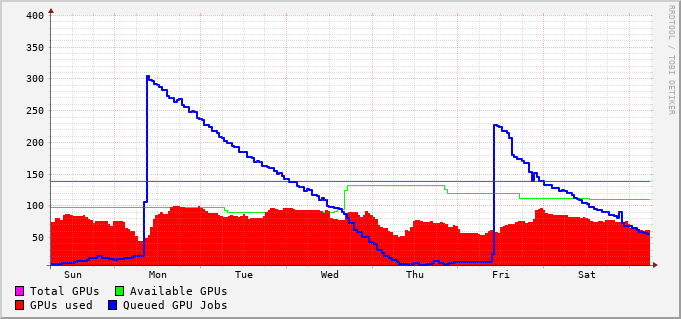 400
350
300
250
200
150
100
50
Sun Mon Tue Wed Thu Fri Sat
Total GPUs Available GPUs
GPUs used Queued GPU Jobs
RRDTOOL / TOBI OETIKER